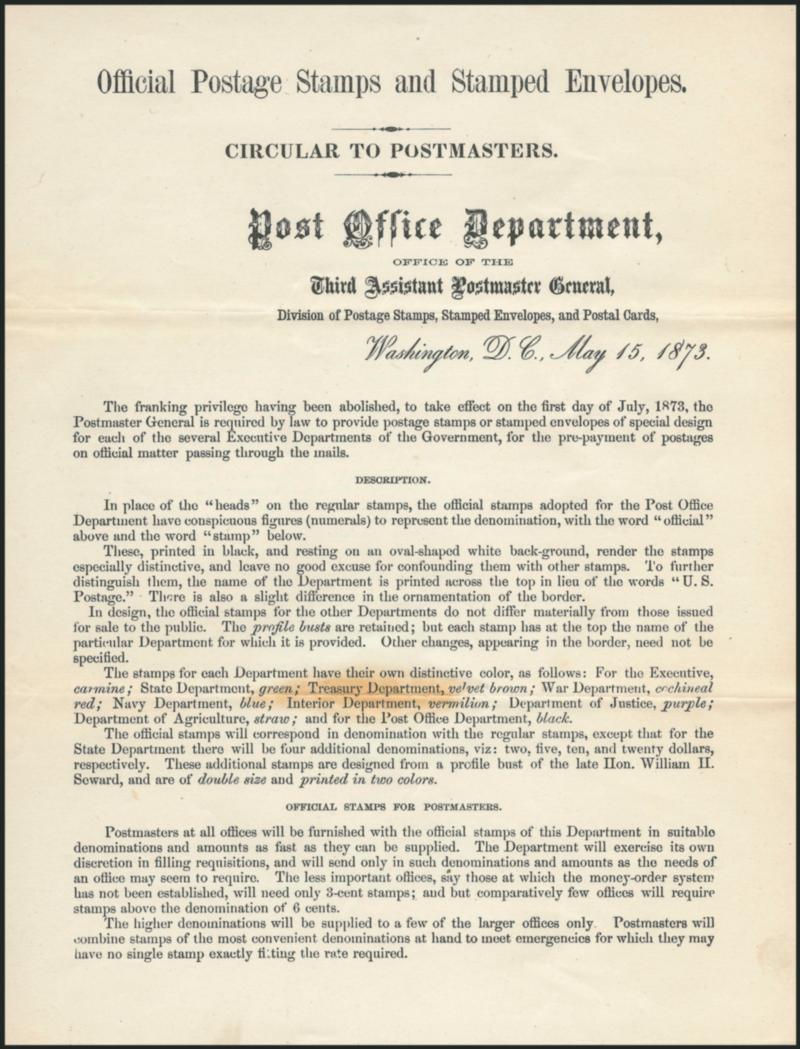 Official Postage Stamps and Stamped Envelopes.
CIRCULAR TO POSTMASTERS.
Post Office Department,
OFFICE OF THE
Third Assistant Postmaster General,
Division of Postage Stamps, Stamped Envelopes, and Postal Cards,
Washington, D. C., May 15, 1873.
The franking privilege having been abolished, to take effect on the first day of July, 1873, the
Postmaster General is required by law to provide postage stamps or stamped envelopes of special design
for each of the several Executive Departments of the Government, for the pre-payment of postages
on official matter passing through the mails.
DESCRIPTION.
In place of the "heads" on the regular stamps, the official stamps adopted for the Post Office
Department have conspicuous figures (numerals) to represent the denomination, with the word "official"
above and the word "stamp" below.
These, printed in black, and resting on an oval-shaped white back-ground, render the stamps
especially distinctive, and leave no good excuse for confounding them with other stamps. To further
distinguish them, the name of the Department is printed across the top in lieu of the words "U. S.
Postage." There is also a slight difference in the ornamentation of the border.
In design, the official stamps for the other Departments do not differ materially from those issued
for sale to the public. The profile busts are retained; but each stamp has at the top the name of the
particular Department for which it is provided. Other changes, appearing in the border, need not be
specified.
The stamps for each Department have their own distinctive color, as follows: For the Executive,
carmine; State Department, green; Treasury Department, velvet brown; War Department, cochineal
red; Navy Department, blue; Interior Department, vermilion; Department of Justice, purple;
Department of Agriculture, straw; and for the Post Office Department, black.
The official stamps will correspond in denomination with the regular stamps, except that for the
State Department there will be four additional denominations, viz: two, five, ten, and twenty dollars,
respectively. These additional stamps are designed from a profile bust of the late Hon. William H.
Seward, and are of double size and printed in two colors.
OFFICIAL STAMPS FOR POSTMASTERS.
Postmasters at all offices will be furnished with the official stamps of this Department in suitable
denominations and amounts as fast as they can be supplied. The Department will exercise its own
discretion in filling requisitions, and will send only in such denominations and amounts as the needs of
an office may seem to require. The less important offices, say those at which the money-order system
has not been established, will need only 3-cent stamps; and but comparatively few offices will require
stamps above the denomination of 6 cents.
The higher denominations will be supplied to a few of the larger offices only. Postmasters will
combine stamps of the most convenient denominations at hand to meet emergencies for which they may
have no single stamp exactly fitting the rate required.